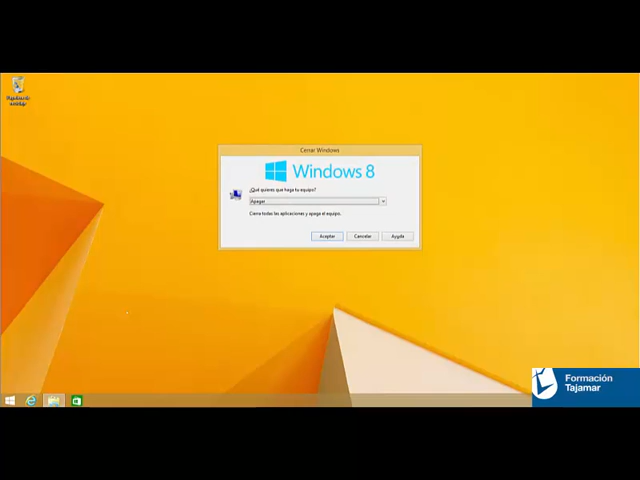 Cerrar Windows
Windows 8
¿Qué quieres que haga tu equipo?
Apagar
Cierra todas las aplicaciones y apaga el equipo.
Aceptar
Cancelar
Ayuda
Formación
Tajamar